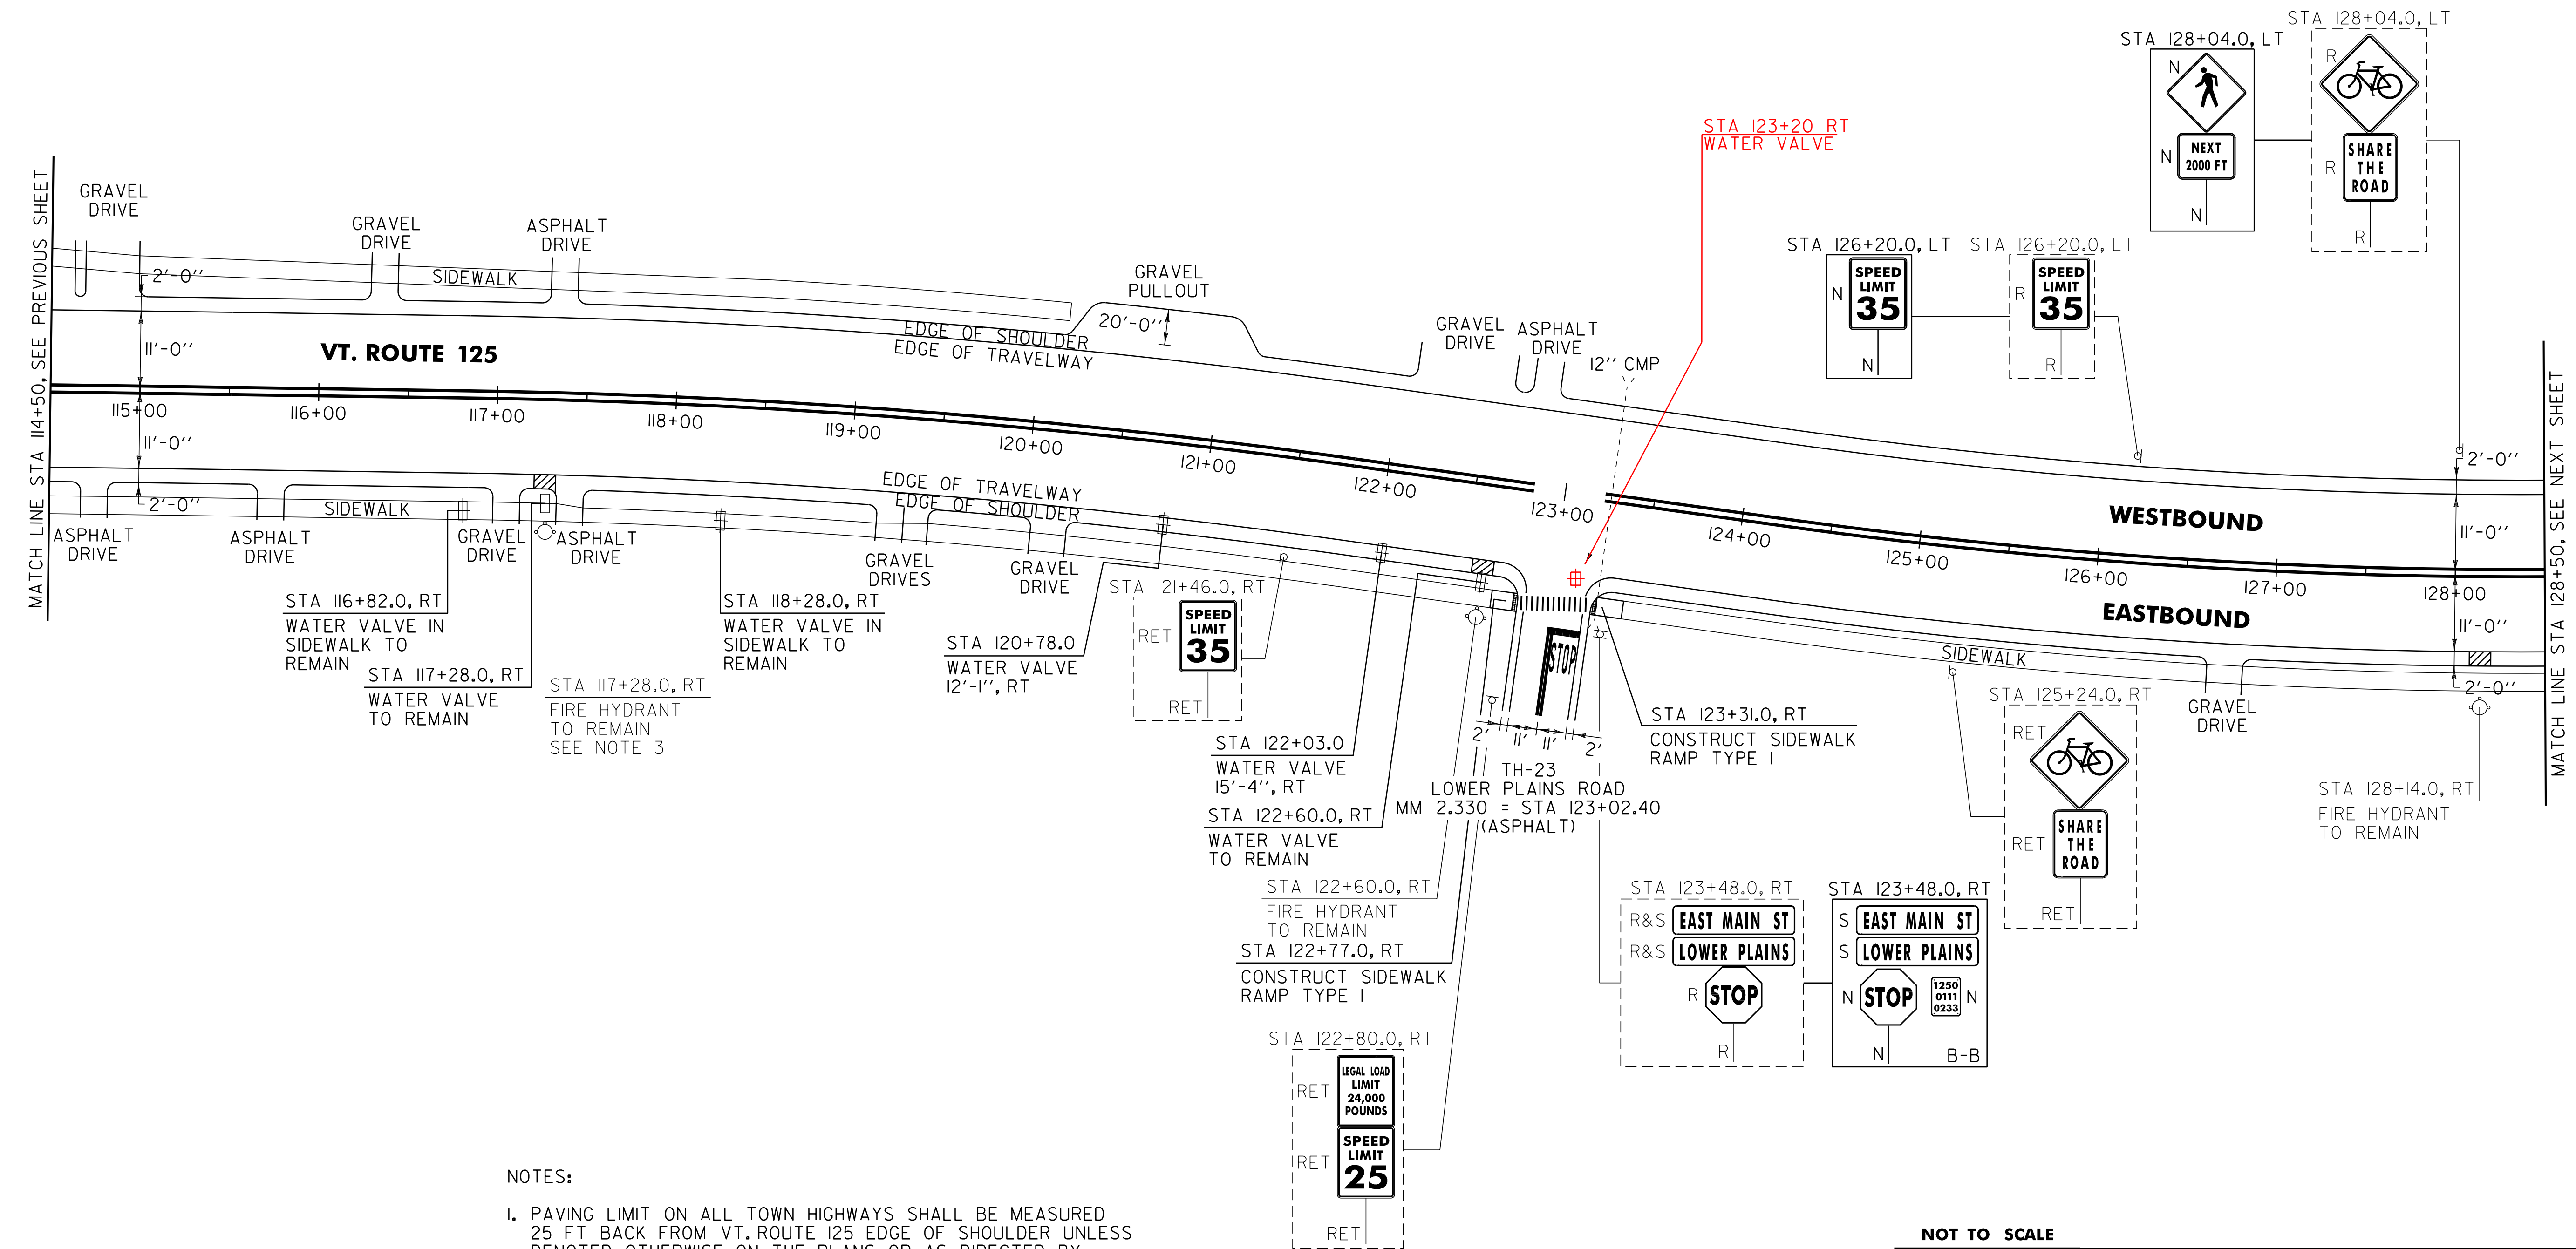 STA 128+04.0, LT
STA 128+04.0, LT
N
N
NEXT
2000 FT
N
R
R
SHARE
THE
ROAD
R
STA 123+20 RT
WATER VALVE
STA 126+20.0, LT
STA 126+20.0, LT
N
SPEED
LIMIT
35
N
R
SPEED
LIMIT
35
R
MATCH LINE STA 114+50, SEE PREVIOUS SHEET
GRAVEL
DRIVE
GRAVEL
DRIVE
ASPHALT
DRIVE
2'-0''
SIDEWALK
GRAVEL
PULLOUT
20'-0''
EDGE OF SHOULDER
EDGE OF TRAVELWAY
GRAVEL
DRIVE
ASPHALT
DRIVE
12'' CMP
11'-0''
VT. ROUTE 125
115+00
116+00
117+00
118+00
119+00
120+00
121+00
122+00
123+00
124+00
125+00
126+00
127+00
128+00
11'-0''
2'-0''
WESTBOUND
EASTBOUND
2'-0''
11'-0''
11'-0''
2'-0''
MATCH LINE STA 128+50, SEE NEXT SHEET
EDGE OF TRAVELWAY
EDGE OF SHOULDER
SIDEWALK
ASPHALT
DRIVE
ASPHALT
DRIVE
GRAVEL
DRIVE
ASPHALT
DRIVE
GRAVEL
DRIVES
GRAVEL
DRIVE
SIDEWALK
GRAVEL
DRIVE
STA 116+82.0, RT
WATER VALVE IN
SIDEWALK TO
REMAIN
STA 117+28.0, RT
WATER VALVE
TO REMAIN
STA 117+28.0, RT
FIRE HYDRANT
TO REMAIN
SEE NOTE 3
STA 118+28.0, RT
WATER VALVE IN
SIDEWALK TO
REMAIN
STA 120+78.0
WATER VALVE
12'-1'', RT
STA 121+46.0, RT
RET
SPEED
LIMIT
35
RET
STA 122+03.0
WATER VALVE
15'-4'', RT
STA 122+60.0, RT
WATER VALVE
TO REMAIN
STA 122+60.0, RT
FIRE HYDRANT
TO REMAIN
STA 122+77.0, RT
CONSTRUCT SIDEWALK
RAMP TYPE 1
STOP
2'
11'
11'
2'
TH-23
LOWER PLAINS ROAD
MM 2.330 = STA 123+02.40
(ASPHALT)
STA 123+31.0, RT
CONSTRUCT SIDEWALK
RAMP TYPE 1
STA 125+24.0, RT
RET
RET
SHARE
THE
ROAD
RET
STA 128+14.0, RT
FIRE HYDRANT
TO REMAIN
STA 123+48.0, RT
R&S EAST MAIN ST
R&S LOWER PLAINS
R STOP
R
STA 123+48.0, RT
S EAST MAIN ST
S LOWER PLAINS
N STOP
1250
0111
0233
N
N
B-B
STA 122+80.0, RT
RET
LEGAL LOAD
LIMIT
24,000
POUNDS
RET
SPEED
LIMIT
25
RET
NOTES:
1. PAVING LIMIT ON ALL TOWN HIGHWAYS SHALL BE MEASURED
25 FT BACK FROM VT. ROUTE 125 EDGE OF SHOULDER UNLESS
DENOTED OTHERWISE ON THE PLANS OR AS DIRECTED BY
NOT TO SCALE